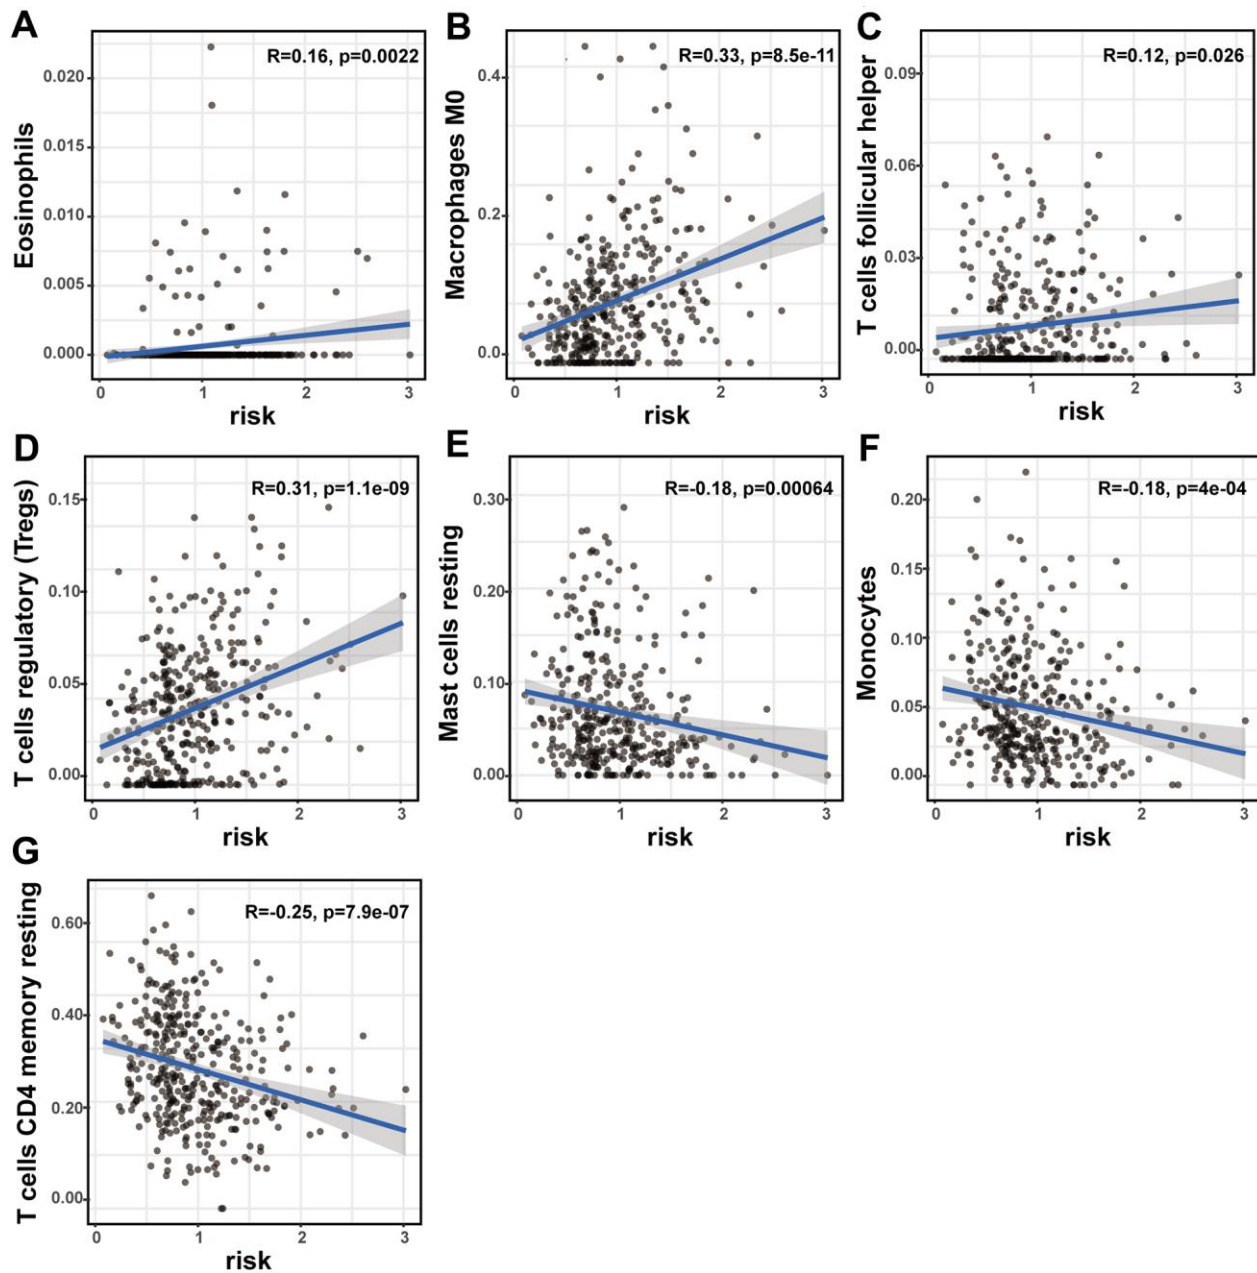 A
R=0.16, p=0.0022
Eosinophils
0.020
0.015
0.010
0.005
0.000
0 1 2 3
risk
B
R=0.33, p=8.5e-11
Macrophages M0
0.4
0.2
0.0
0 1 2 3
risk
C
R=0.12, p=0.026
T cells follicular helper
0.09
0.06
0.03
0.00
0 1 2 3
risk
D
R=0.31, p=1.1e-09
T cells regulatory (Tregs)
0.15
0.10
0.05
0.00
0 1 2 3
risk
E
R=-0.18, p=0.00064
Mast cells resting
0.30
0.20
0.10
0.00
0 1 2 3
risk
F
R=-0.18, p=4e-04
Monocytes
0.20
0.15
0.10
0.05
0.00
0 1 2 3
risk
G
R=-0.25, p=7.9e-07
T cells CD4 memory resting
0.60
0.40
0.20
0.00
0 1 2 3
risk